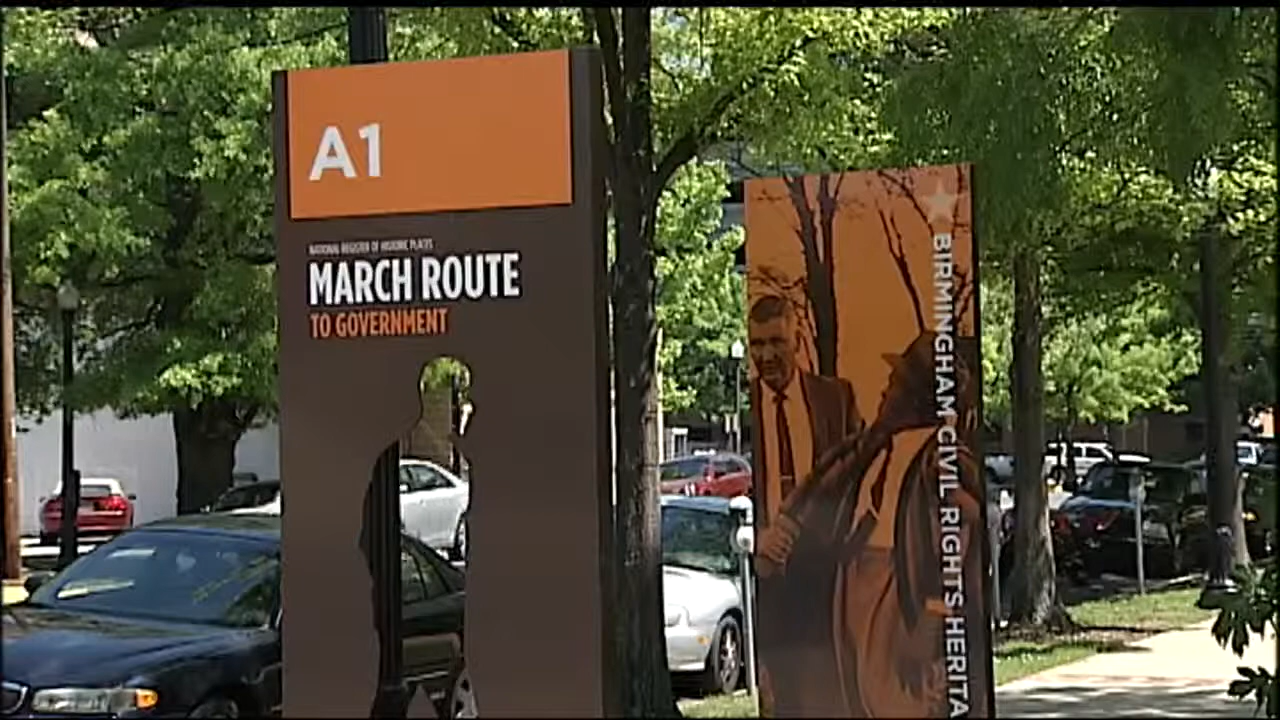 A1
NATIONAL REGISTER OF HISTORIC PLACES
MARCH ROUTE
TO GOVERNMENT
BIRMINGHAM CIVIL RIGHTS HERITA